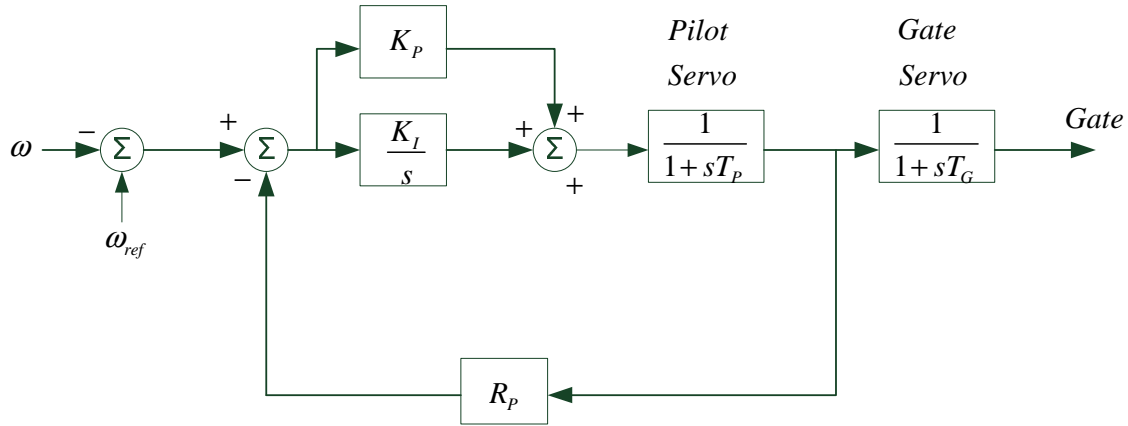 Pilot
Servo
Gate
Servo
K_P
ω
−
Σ
+
Σ
−
K_I
s
+
+
Σ
+
1
1 + sT_P
1
1 + sT_G
Gate
ω_ref
R_P